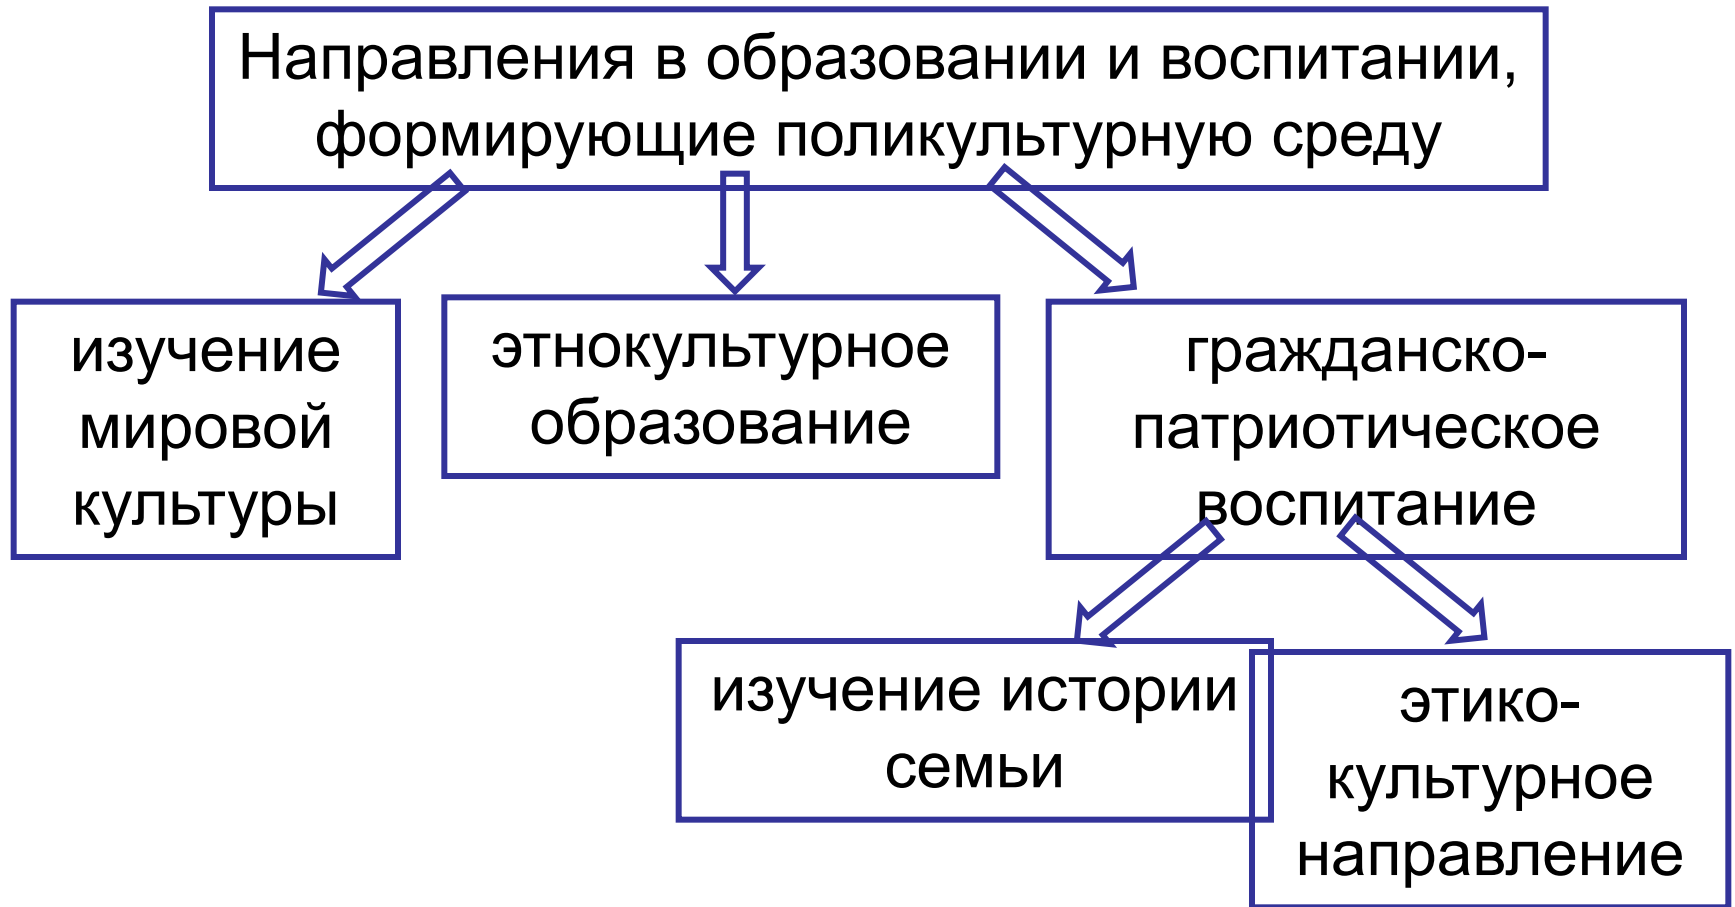 Направления в образовании и воспитании,
формирующие поликультурную среду
изучение
мировой
культуры
этнокультурное
образование
гражданско-
патриотическое
воспитание
изучение истории
семьи
этико-
культурное
направление